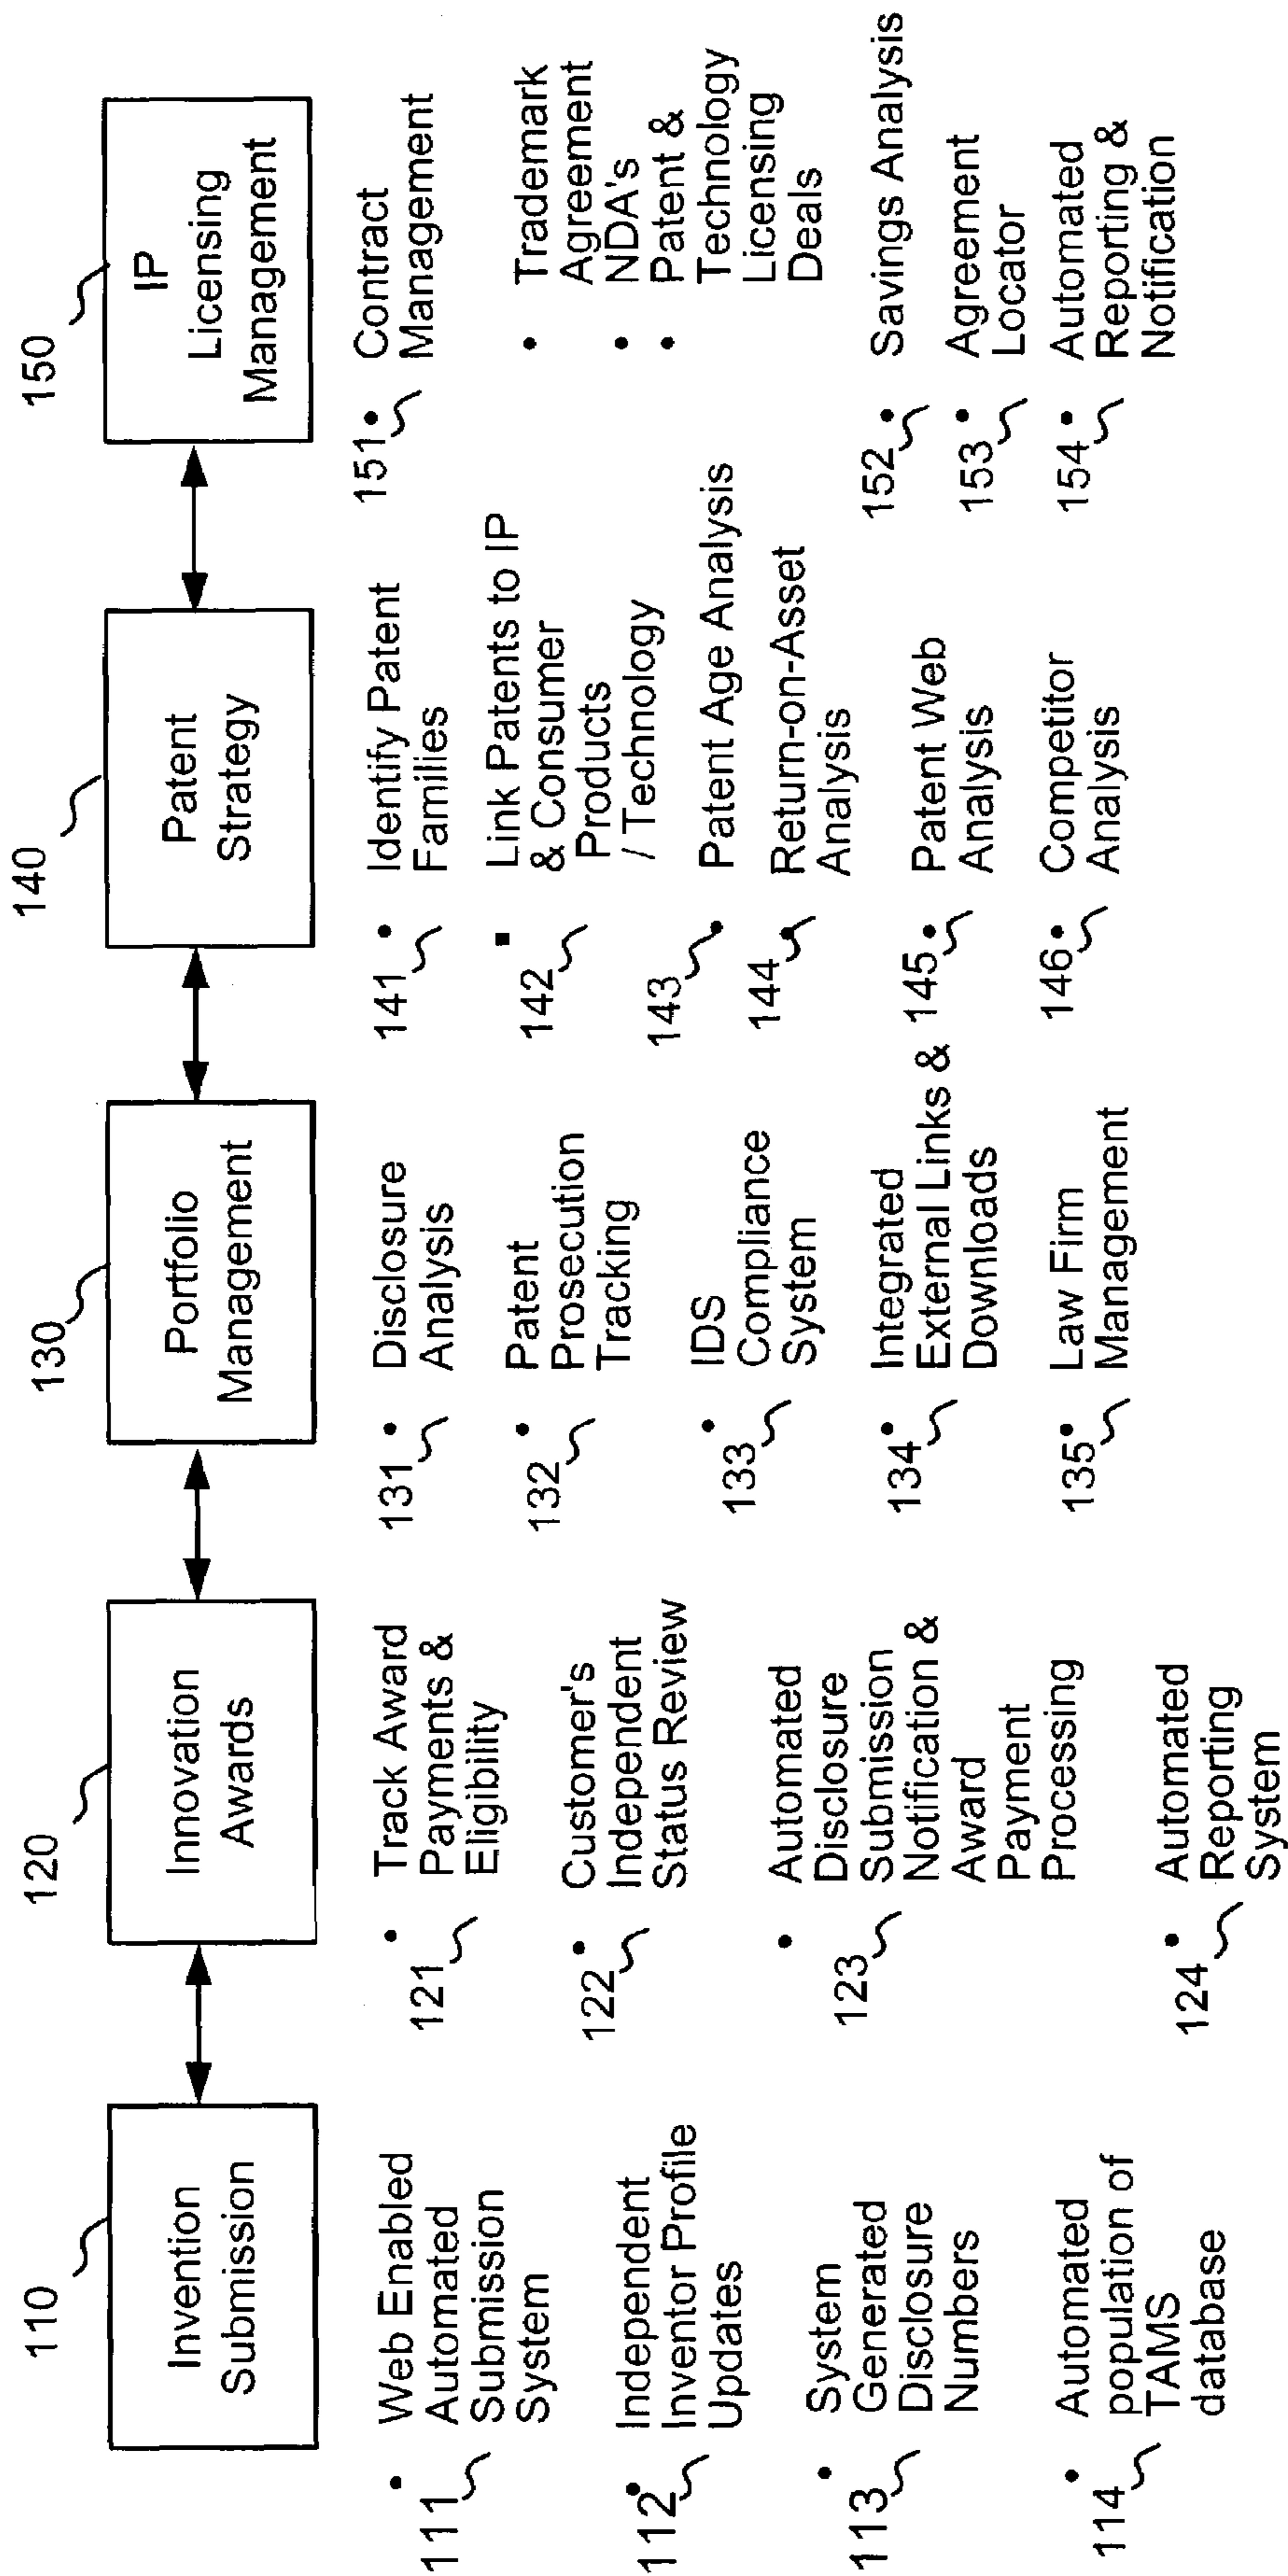 110
Invention
Submission
111
• Web Enabled
Automated
Submission
System
112
• Independent
Inventor Profile
Updates
113
• System
Generated
Disclosure
Numbers
114
• Automated
population of
TAMS
database
120
Innovation
Awards
121
• Track Award
Payments &
Eligibility
122
• Customer's
Independent
Status Review
123
• Automated
Disclosure
Submission
Notification &
Award
Payment
Processing
124
• Automated
Reporting
System
130
Portfolio
Management
131
• Disclosure
Analysis
132
• Patent
Prosecution
Tracking
133
• IDS
Compliance
System
134
• Integrated
External Links &
Downloads
135
• Law Firm
Management
140
Patent
Strategy
141
• Identify Patent
Families
142
▪ Link Patents to IP
& Consumer
Products
/ Technology
143
• Patent Age Analysis
144
• Return-on-Asset
Analysis
145
• Patent Web
Analysis
146
• Competitor
Analysis
150
IP
Licensing
Management
151
• Contract
Management
• Trademark
Agreement
• NDA's
• Patent &
Technology
Licensing
Deals
152
• Savings Analysis
153
• Agreement
Locator
154
• Automated
Reporting &
Notification